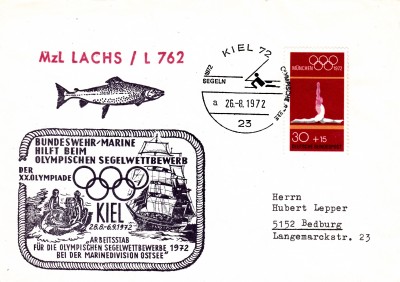 MzL LACHS / L 762
KIEL 72
1972
SEGELN
a 26.-8.1972
23
MÜNCHEN 1972
30 + 15
DEUTSCHE BUNDESPOST
BUNDESWEHR-MARINE
HILFT BEIM
OLYMPISCHEN SEGELWETTBEWERB
DER
XX.OLYMPIADE
KIEL
28.8.-6.9.1972
"ARBEITSSTAB
FÜR DIE OLYMPISCHEN SEGELWETTBEWERBE 1972
BEI DER MARINEDIVISION OSTSEE"
Herrn
Hubert Lepper
5152 Bedburg
Langemarckstr. 23